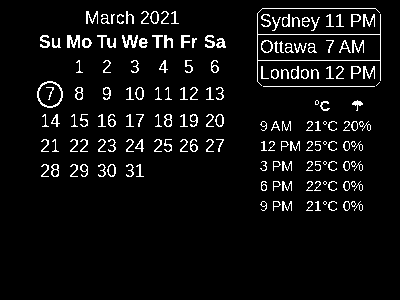 March 2021
Su Mo Tu We Th Fr Sa
1 2 3 4 5 6
7 8 9 10 11 12 13
14 15 16 17 18 19 20
21 22 23 24 25 26 27
28 29 30 31
Sydney 11 PM
Ottawa 7 AM
London 12 PM
°C
9 AM 21°C 20%
12 PM 25°C 0%
3 PM 25°C 0%
6 PM 22°C 0%
9 PM 21°C 0%